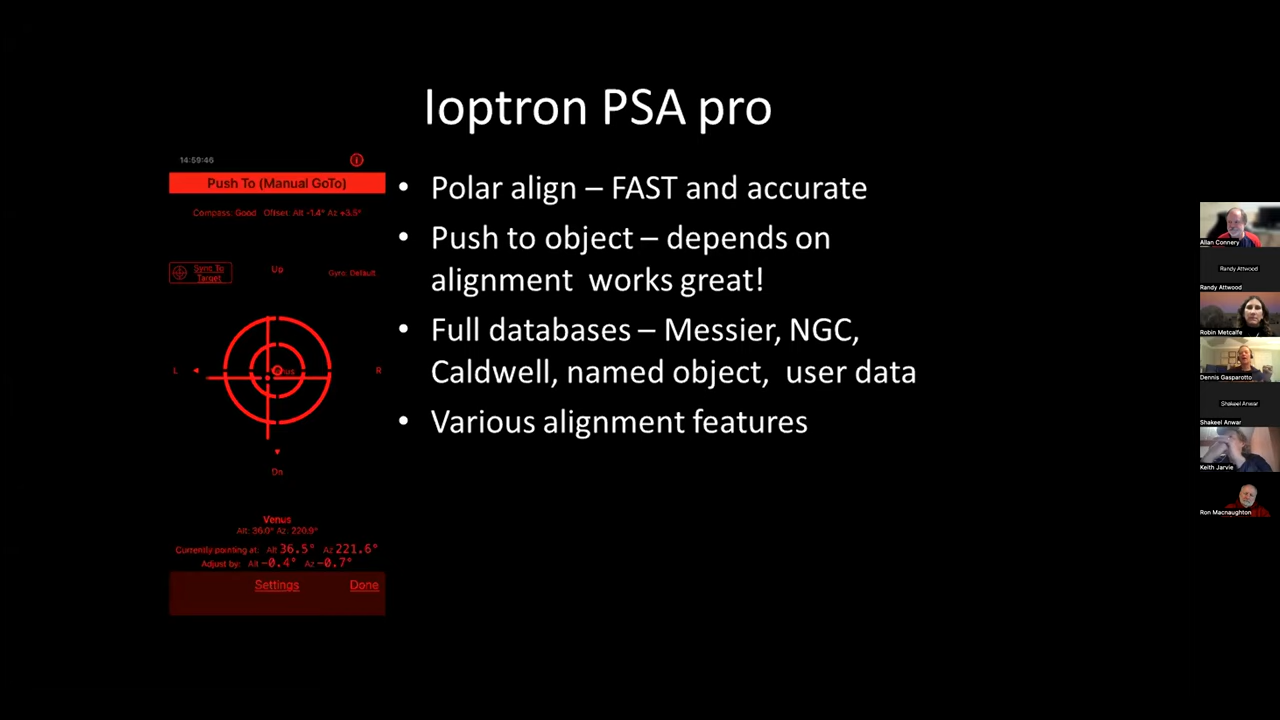 Ioptron PSA pro
14:59:46
Push To (Manual GoTo)
Compass: Good Offset: Alt -1.4° Az +3.5°
Sync To
Target
Up
Gyro: Default
L
R
Dn
Venus
Alt: 36.0° Az: 220.9°
Currently pointing at: Alt 36.5° Az 221.6°
Adjust by: Alt -0.4° Az -0.7°
Settings
Done
• Polar align – FAST and accurate
• Push to object – depends on
alignment works great!
• Full databases – Messier, NGC,
Caldwell, named object, user data
• Various alignment features
Allan Connery
Randy Attwood
Randy Attwood
Robin Metcalfe
Dennis Gasparotto
Shakeel Anwar
Shakeel Anwar
Keith Jarvie
Ron Macnaughton